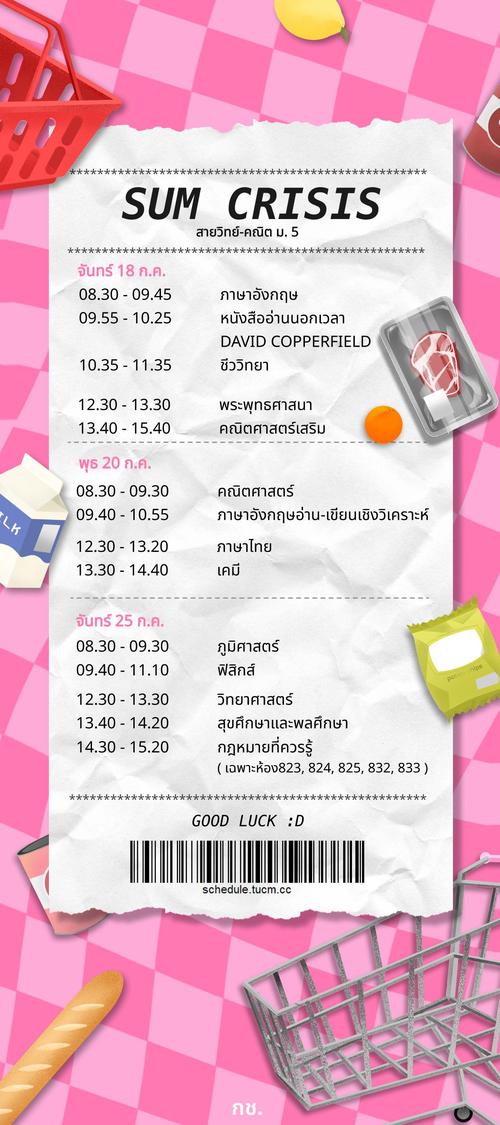 ************************************************
SUM CRISIS
สายวิทย์-คณิต ม. 5
************************************************
จันทร์ 18 ก.ค.
08.30 - 09.45 ภาษาอังกฤษ
09.55 - 10.25 หนังสืออ่านนอกเวลา
DAVID COPPERFIELD
10.35 - 11.35 ชีววิทยา
12.30 - 13.30 พระพุทธศาสนา
13.40 - 15.40 คณิตศาสตร์เสริม
พุธ 20 ก.ค.
08.30 - 09.30 คณิตศาสตร์
09.40 - 10.55 ภาษาอังกฤษอ่าน-เขียนเชิงวิเคราะห์
12.30 - 13.20 ภาษาไทย
13.30 - 14.40 เคมี
จันทร์ 25 ก.ค.
08.30 - 09.30 ภูมิศาสตร์
09.40 - 11.10 ฟิสิกส์
12.30 - 13.30 วิทยาศาสตร์
13.40 - 14.20 สุขศึกษาและพลศึกษา
14.30 - 15.20 กฎหมายที่ควรรู้
( เฉพาะห้อง823, 824, 825, 832, 833 )
************************************************
GOOD LUCK :D
schedule.tucm.cc
กช.